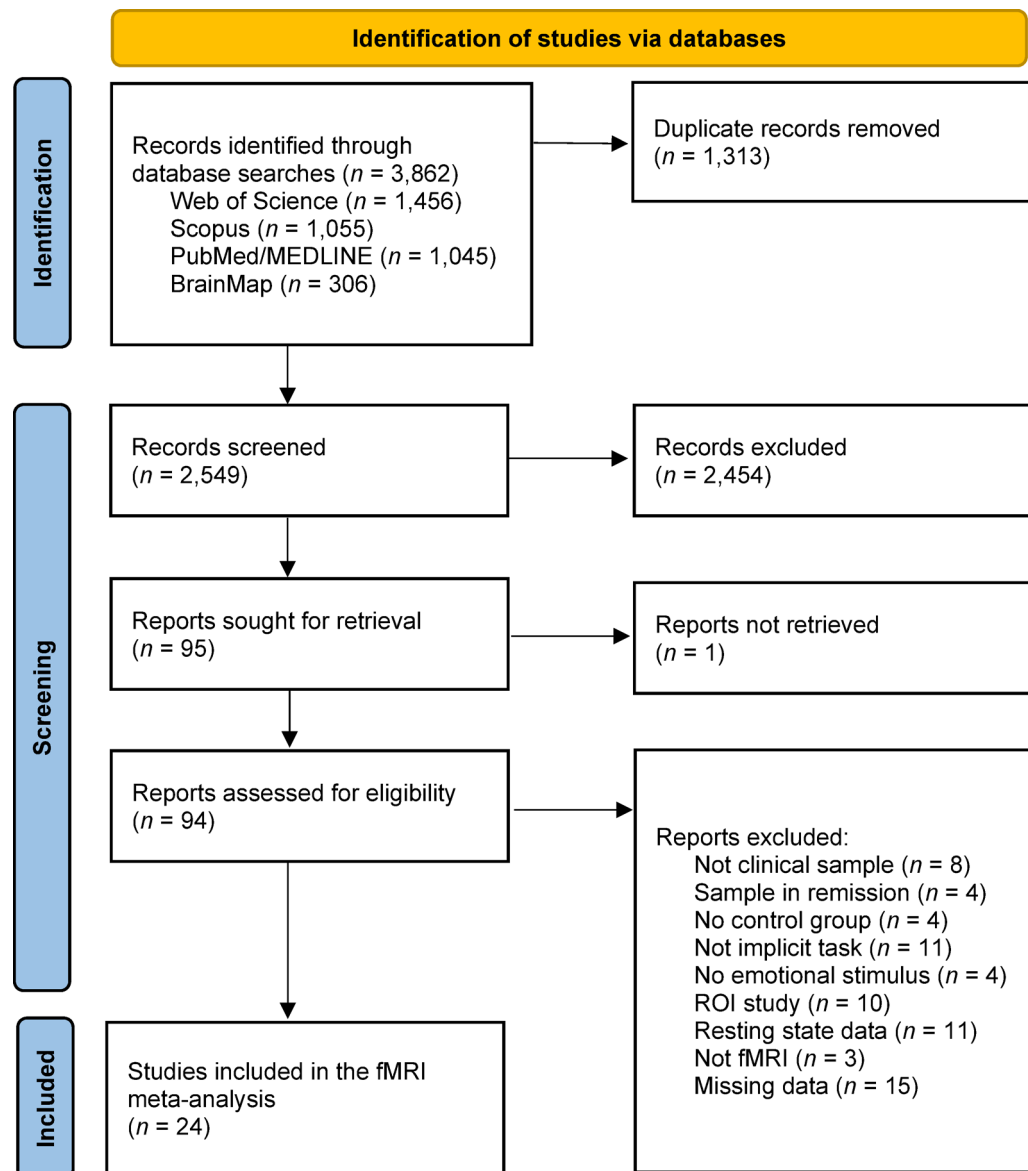 Identification of studies via databases
Identification
Records identified through
database searches (n = 3,862)
Web of Science (n = 1,456)
Scopus (n = 1,055)
PubMed/MEDLINE (n = 1,045)
BrainMap (n = 306)
Duplicate records removed
(n = 1,313)
Screening
Records screened
(n = 2,549)
Records excluded
(n = 2,454)
Reports sought for retrieval
(n = 95)
Reports not retrieved
(n = 1)
Reports assessed for eligibility
(n = 94)
Reports excluded:
Not clinical sample (n = 8)
Sample in remission (n = 4)
No control group (n = 4)
Not implicit task (n = 11)
No emotional stimulus (n = 4)
ROI study (n = 10)
Resting state data (n = 11)
Not fMRI (n = 3)
Missing data (n = 15)
Included
Studies included in the fMRI
meta-analysis
(n = 24)